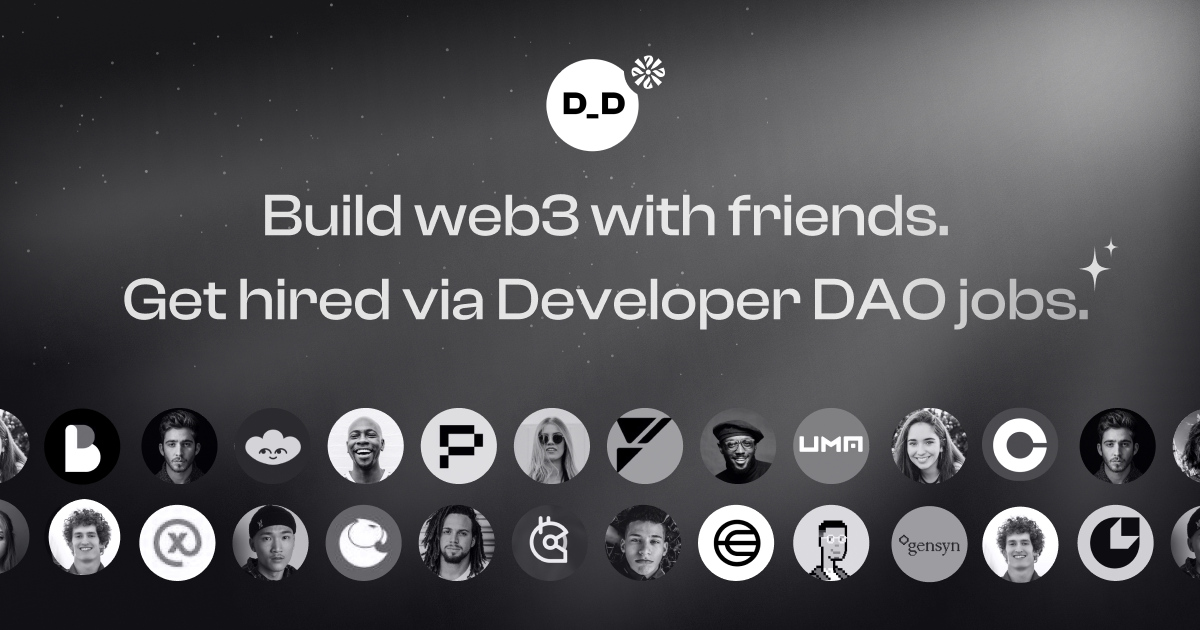 D_D
Build web3 with friends.
Get hired via Developer DAO jobs.
UMA
gensyn